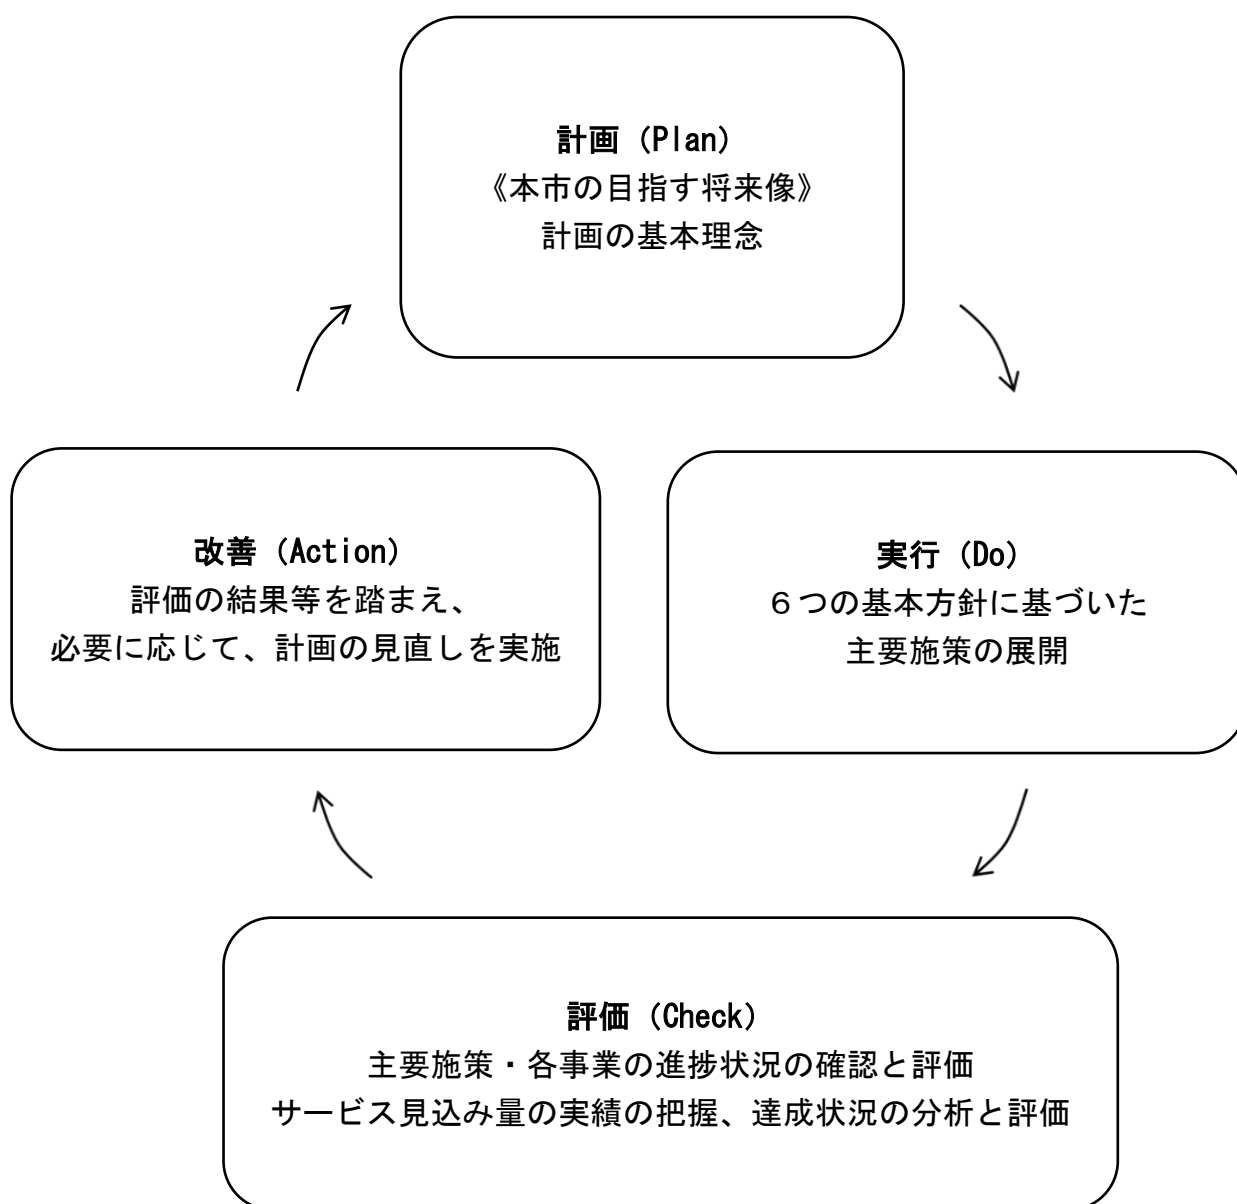 計画（Plan）
《本市の目指す将来像》
計画の基本理念
改善（Action）
評価の結果等を踏まえ、
必要に応じて、計画の見直しを実施
実行（Do）
６つの基本方針に基づいた
主要施策の展開
評価（Check）
主要施策・各事業の進捗状況の確認と評価
サービス見込み量の実績の把握、達成状況の分析と評価